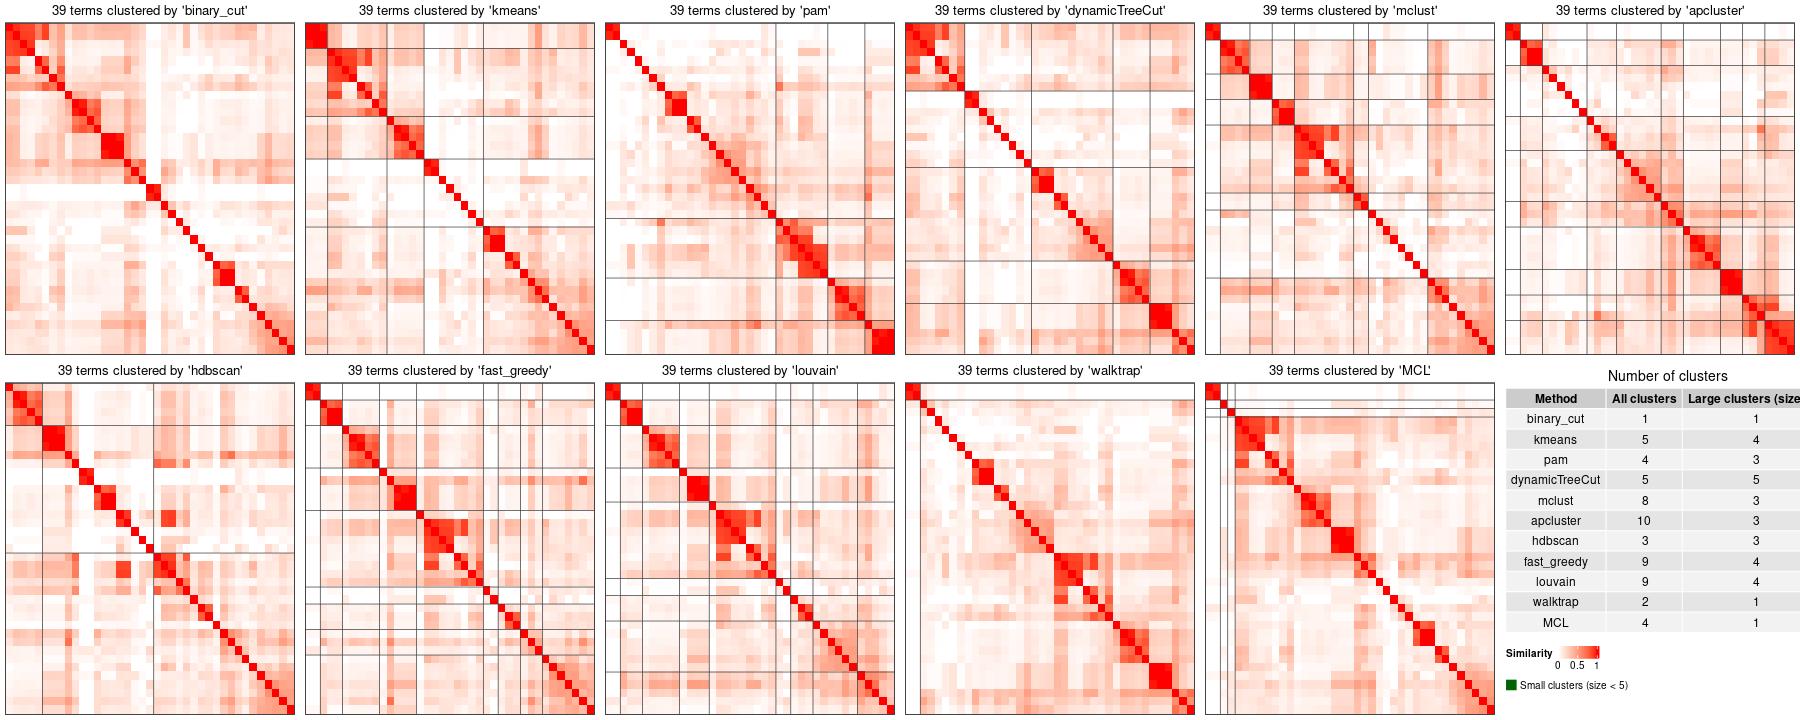 39 terms clustered by 'binary_cut'
39 terms clustered by 'kmeans'
39 terms clustered by 'pam'
39 terms clustered by 'dynamicTreeCut'
39 terms clustered by 'mclust'
39 terms clustered by 'apcluster'
39 terms clustered by 'hdbscan'
39 terms clustered by 'fast_greedy'
39 terms clustered by 'louvain'
39 terms clustered by 'walktrap'
39 terms clustered by 'MCL'
Number of clusters
Method All clusters Large clusters (size
binary_cut 1 1
kmeans 5 4
pam 4 3
dynamicTreeCut 5 5
mclust 8 3
apcluster 10 3
hdbscan 3 3
fast_greedy 9 4
louvain 9 4
walktrap 2 1
MCL 4 1
Similarity
0 0.5 1
Small clusters (size < 5)